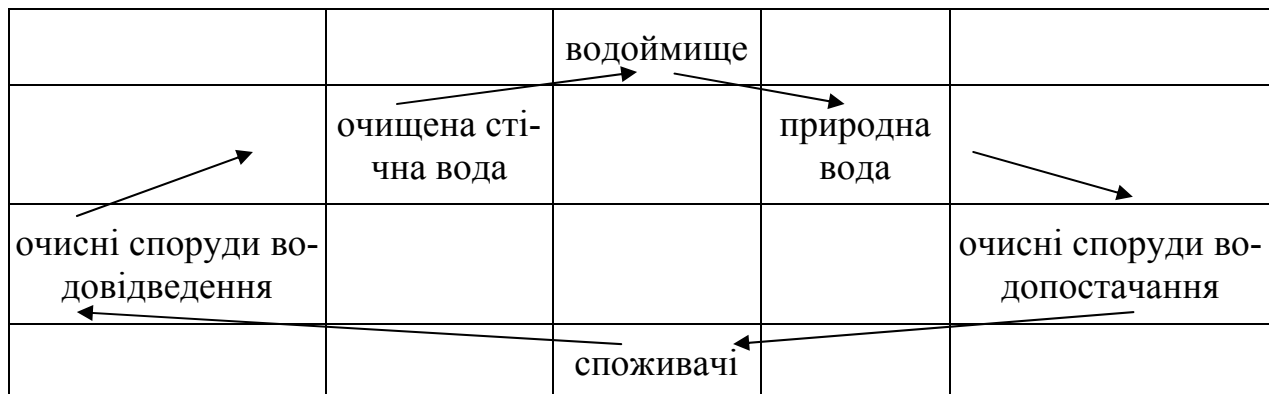 водоймище
очищена сті-
чна вода
природна
вода
очисні споруди во-
довідведення
очисні споруди во-
допостачання
споживачі